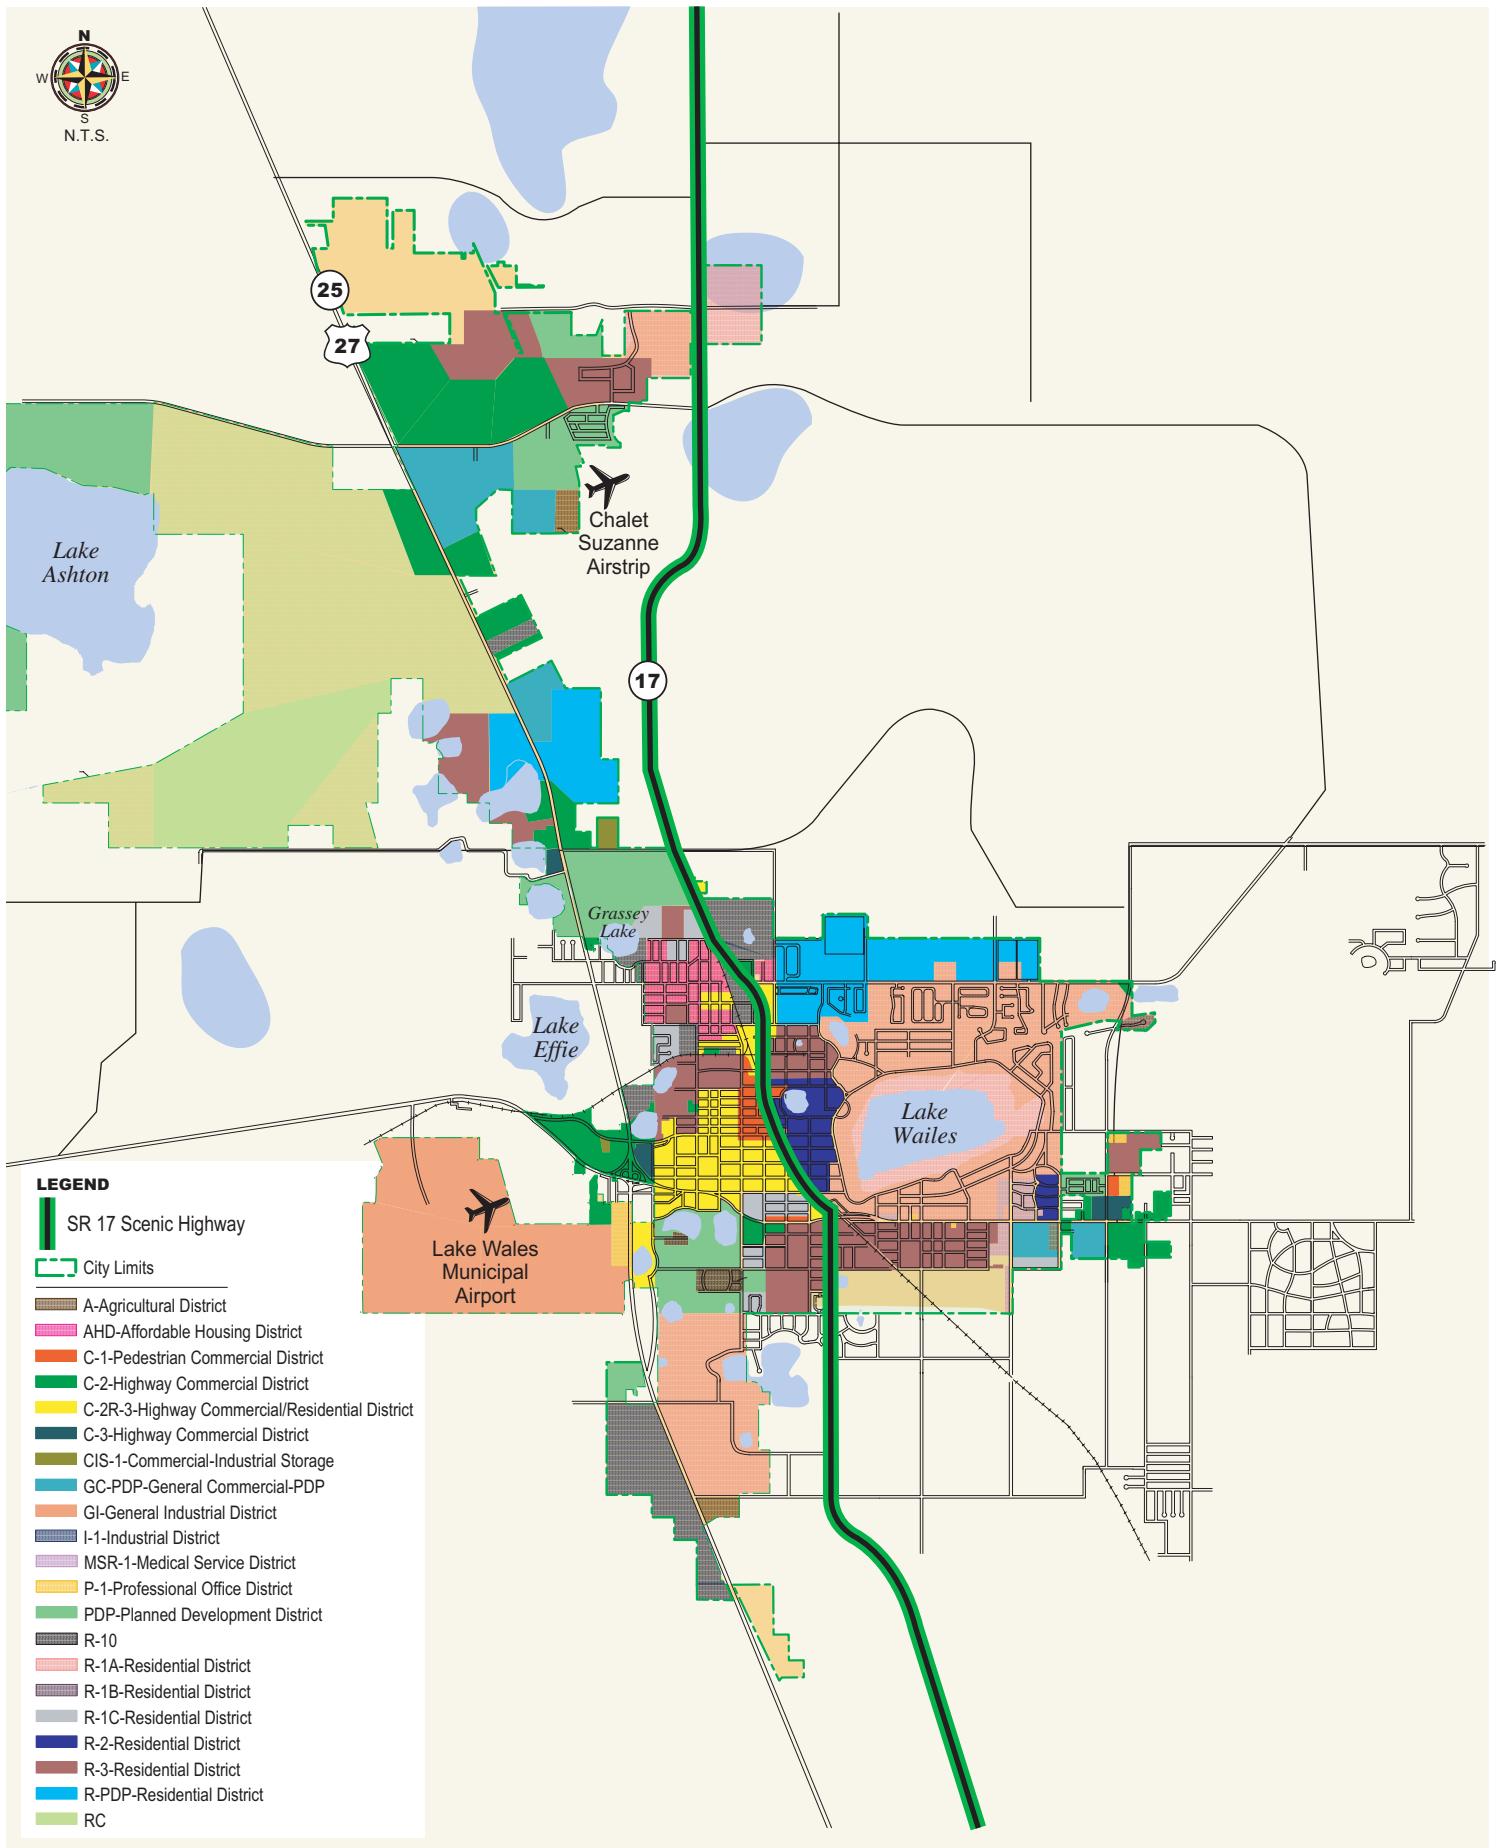 N
W
E
S
N.T.S.
25
27
Chalet
Suzanne
Airstrip
Lake
Ashton
17
Grassey
Lake
Lake
Effie
Lake
Wailes
Lake Wales
Municipal
Airport
LEGEND
SR 17 Scenic Highway
City Limits
A-Agricultural District
AHD-Affordable Housing District
C-1-Pedestrian Commercial District
C-2-Highway Commercial District
C-2R-3-Highway Commercial/Residential District
C-3-Highway Commercial District
CIS-1-Commercial-Industrial Storage
GC-PDP-General Commercial-PDP
GI-General Industrial District
I-1-Industrial District
MSR-1-Medical Service District
P-1-Professional Office District
PDP-Planned Development District
R-10
R-1A-Residential District
R-1B-Residential District
R-1C-Residential District
R-2-Residential District
R-3-Residential District
R-PDP-Residential District
RC